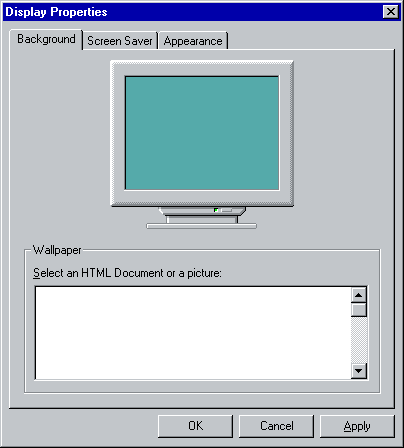 Display Properties
Background Screen Saver Appearance
Wallpaper
Select an HTML Document or a picture:
OK Cancel Apply